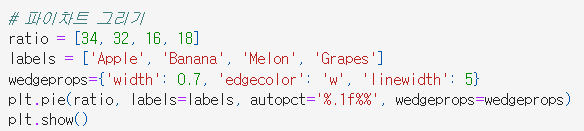 # 파이차트 그리기
ratio = [34, 32, 16, 18]
labels = ['Apple', 'Banana', 'Melon', 'Grapes']
wedgeprops={'width': 0.7, 'edgecolor': 'w', 'linewidth': 5}
plt.pie(ratio, labels=labels, autopct='%.1f%%', wedgeprops=wedgeprops)
plt.show()